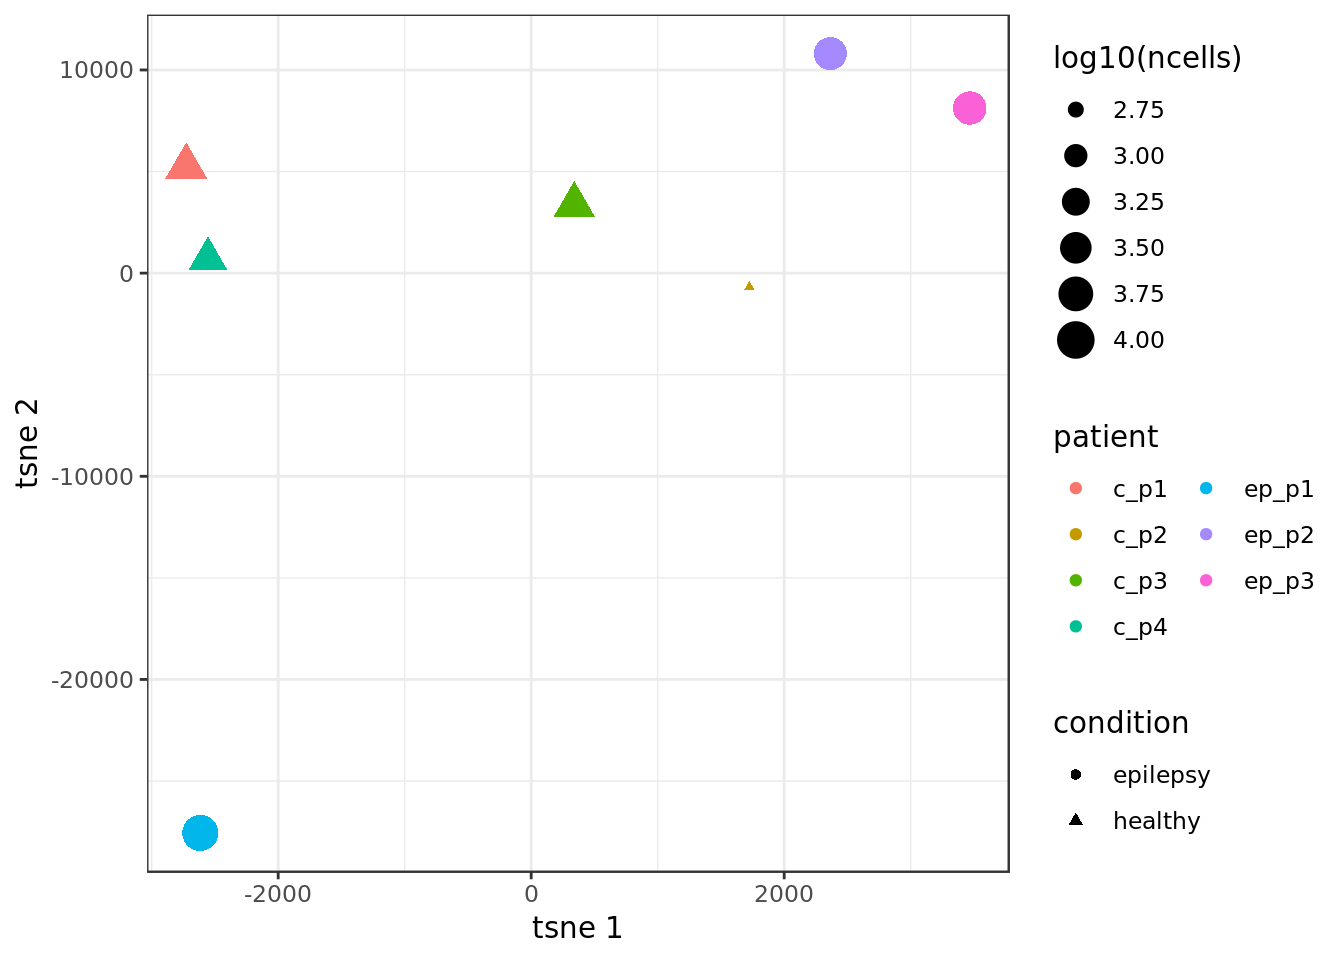 10000
0
-10000
-20000
tsne 2
-2000 0 2000
tsne 1
log10(ncells)
2.75
3.00
3.25
3.50
3.75
4.00
patient
c_p1 ep_p1
c_p2 ep_p2
c_p3 ep_p3
c_p4
condition
epilepsy
healthy